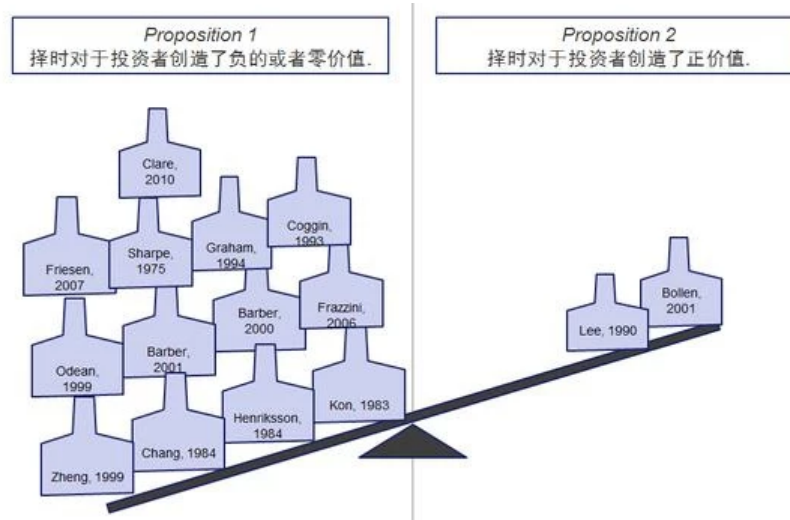 Proposition 1
择时对于投资者创造了负的或者零价值.
Proposition 2
择时对于投资者创造了正价值.
Clare,
2010
Friesen,
2007
Sharpe,
1975
Graham,
1994
Coggin,
1993
Odean,
1999
Barber,
2001
Barber,
2000
Frazzini,
2006
Zheng, 1999
Chang, 1984
Henriksson,
1984
Kon, 1983
Lee, 1990
Bollen,
2001